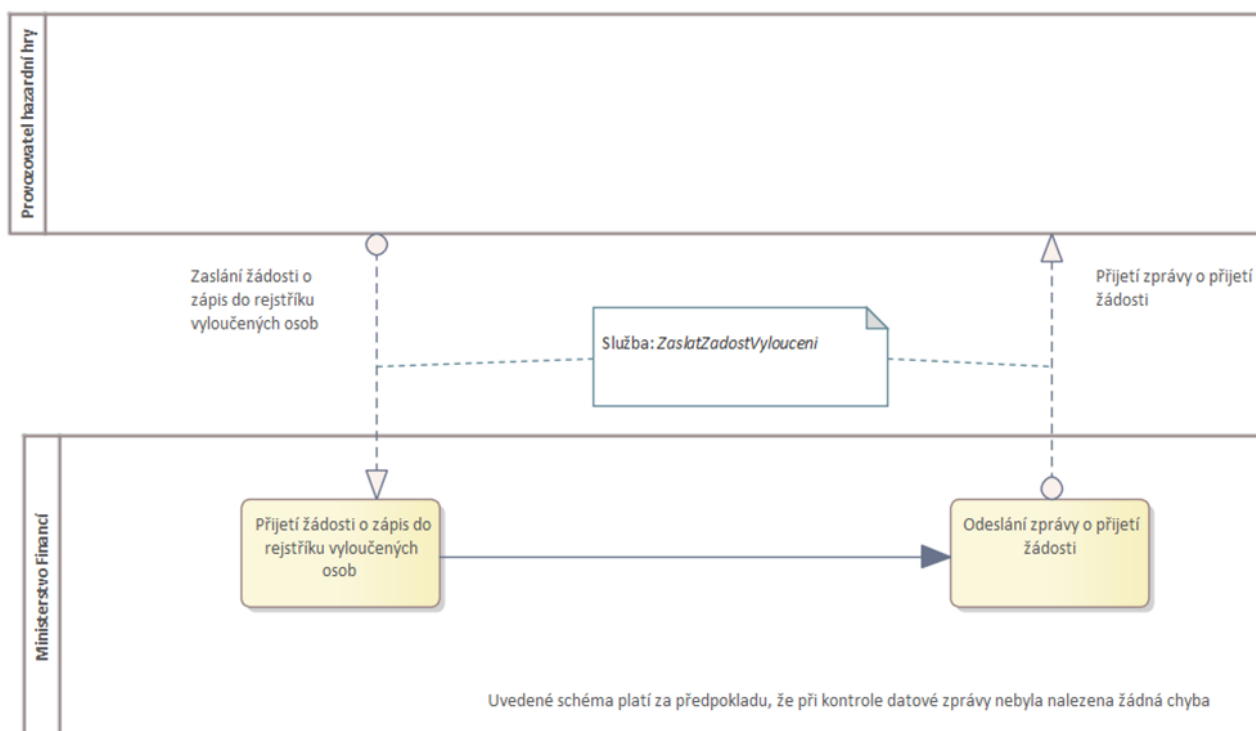 Provozovatel hazardní hry
Zaslání žádosti o
zápis do rejstříku
vyloučených osob
Přijetí zprávy o přijetí
žádosti
Služba: ZaslatZadostVylouceni
Ministerstvo Financí
Přijetí žádosti o zápis do
rejstříku vyloučených
osob
Odeslání zprávy o přijetí
žádosti
Uvedené schéma platí za předpokladu, že při kontrole datové zprávy nebyla nalezena žádná chyba